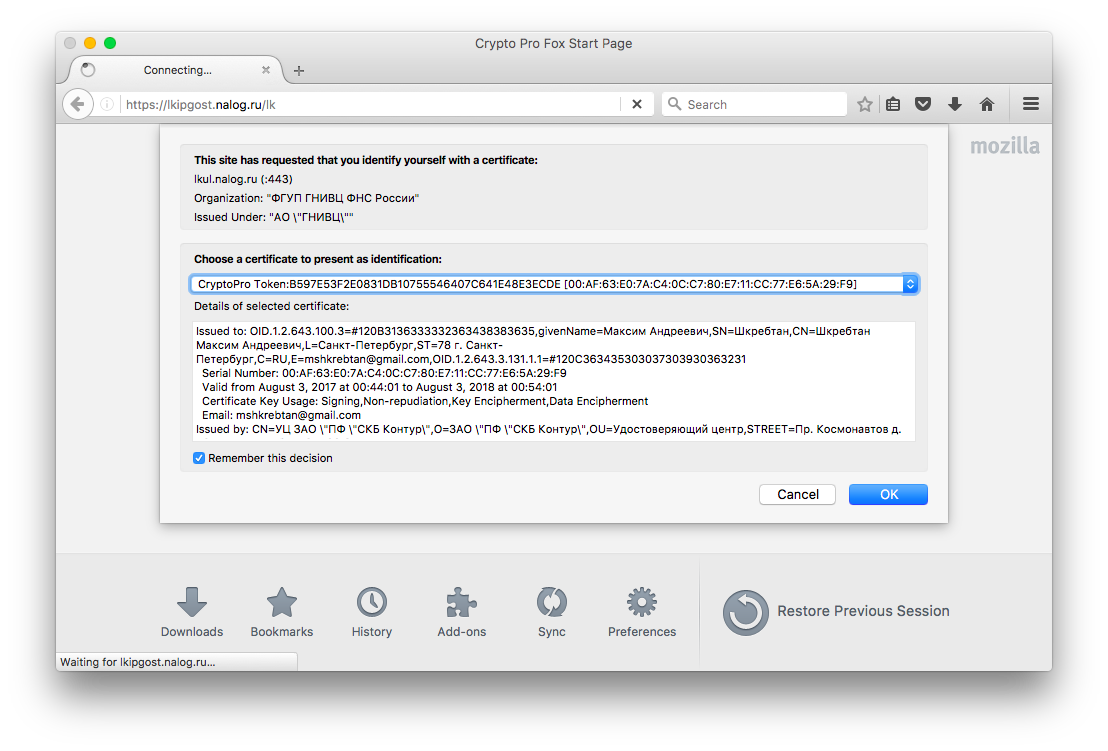 Crypto Pro Fox Start Page
Connecting...
https://lkipgost.nalog.ru/lk
Search
mozilla
This site has requested that you identify yourself with a certificate:
lkul.nalog.ru (:443)
Organization: "ФГУП ГНИВЦ ФНС России"
Issued Under: "АО \"ГНИВЦ\""
Choose a certificate to present as identification:
CryptoPro Token:B597E53F2E0831DB10755546407C641E48E3ECDE [00:AF:63:E0:7A:C4:0C:C7:80:E7:11:CC:77:E6:5A:29:F9]
Details of selected certificate:
Issued to: OID.1.2.643.100.3=#120B3136333332363438383635,givenName=Максим Андреевич,SN=Шкребтан,CN=Шкребтан
Максим Андреевич,L=Санкт-Петербург,ST=78 г. Санкт-
Петербург,C=RU,E=mshkrebtan@gmail.com,OID.1.2.643.3.131.1.1=#120C363435303037303930363231
Serial Number: 00:AF:63:E0:7A:C4:0C:C7:80:E7:11:CC:77:E6:5A:29:F9
Valid from August 3, 2017 at 00:44:01 to August 3, 2018 at 00:54:01
Certificate Key Usage: Signing,Non-repudiation,Key Encipherment,Data Encipherment
Email: mshkrebtan@gmail.com
Issued by: CN=УЦ ЗАО \"ПФ \"СКБ Контур\",O=ЗАО \"ПФ \"СКБ Контур\",OU=Удостоверяющий центр,STREET=Пр. Космонавтов д.
Remember this decision
Cancel
OK
Downloads
Bookmarks
History
Add-ons
Sync
Preferences
Restore Previous Session
Waiting for lkipgost.nalog.ru...